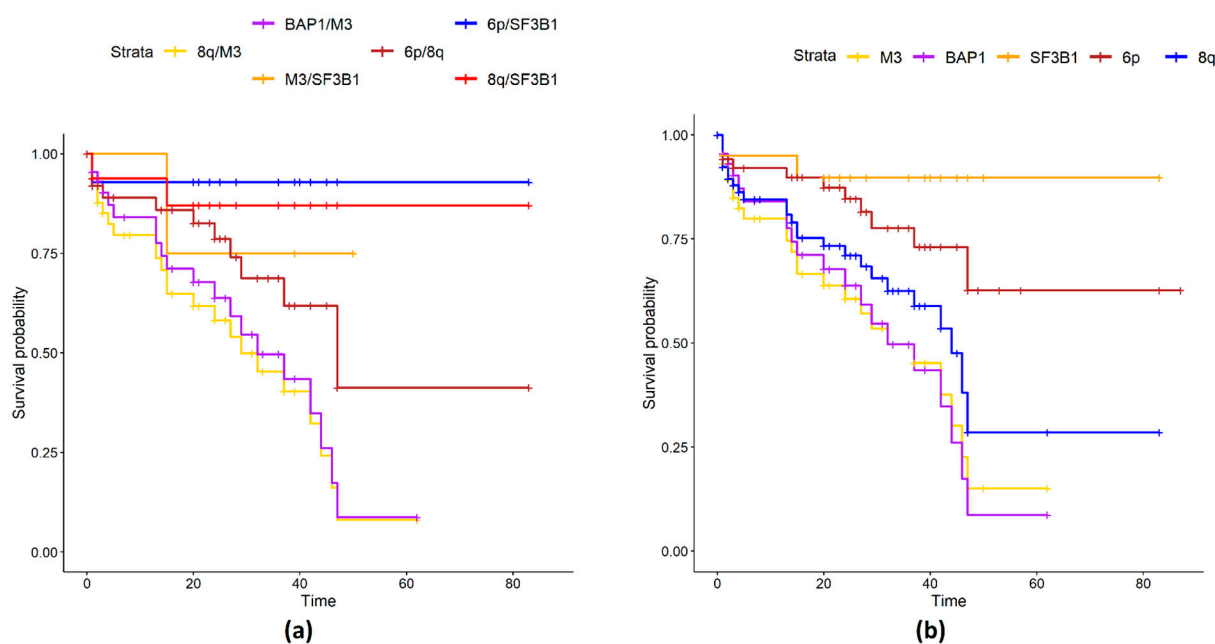 BAP1/M3 6p/SF3B1
Strata 8q/M3 6p/8q
M3/SF3B1 8q/SF3B1
Survival probability
1.00
0.75
0.50
0.25
0.00
0 20 40 60 80
Time
(a)
Strata M3 BAP1 SF3B1 6p 8q
Survival probability
1.00
0.75
0.50
0.25
0.00
0 20 40 60 80
Time
(b)